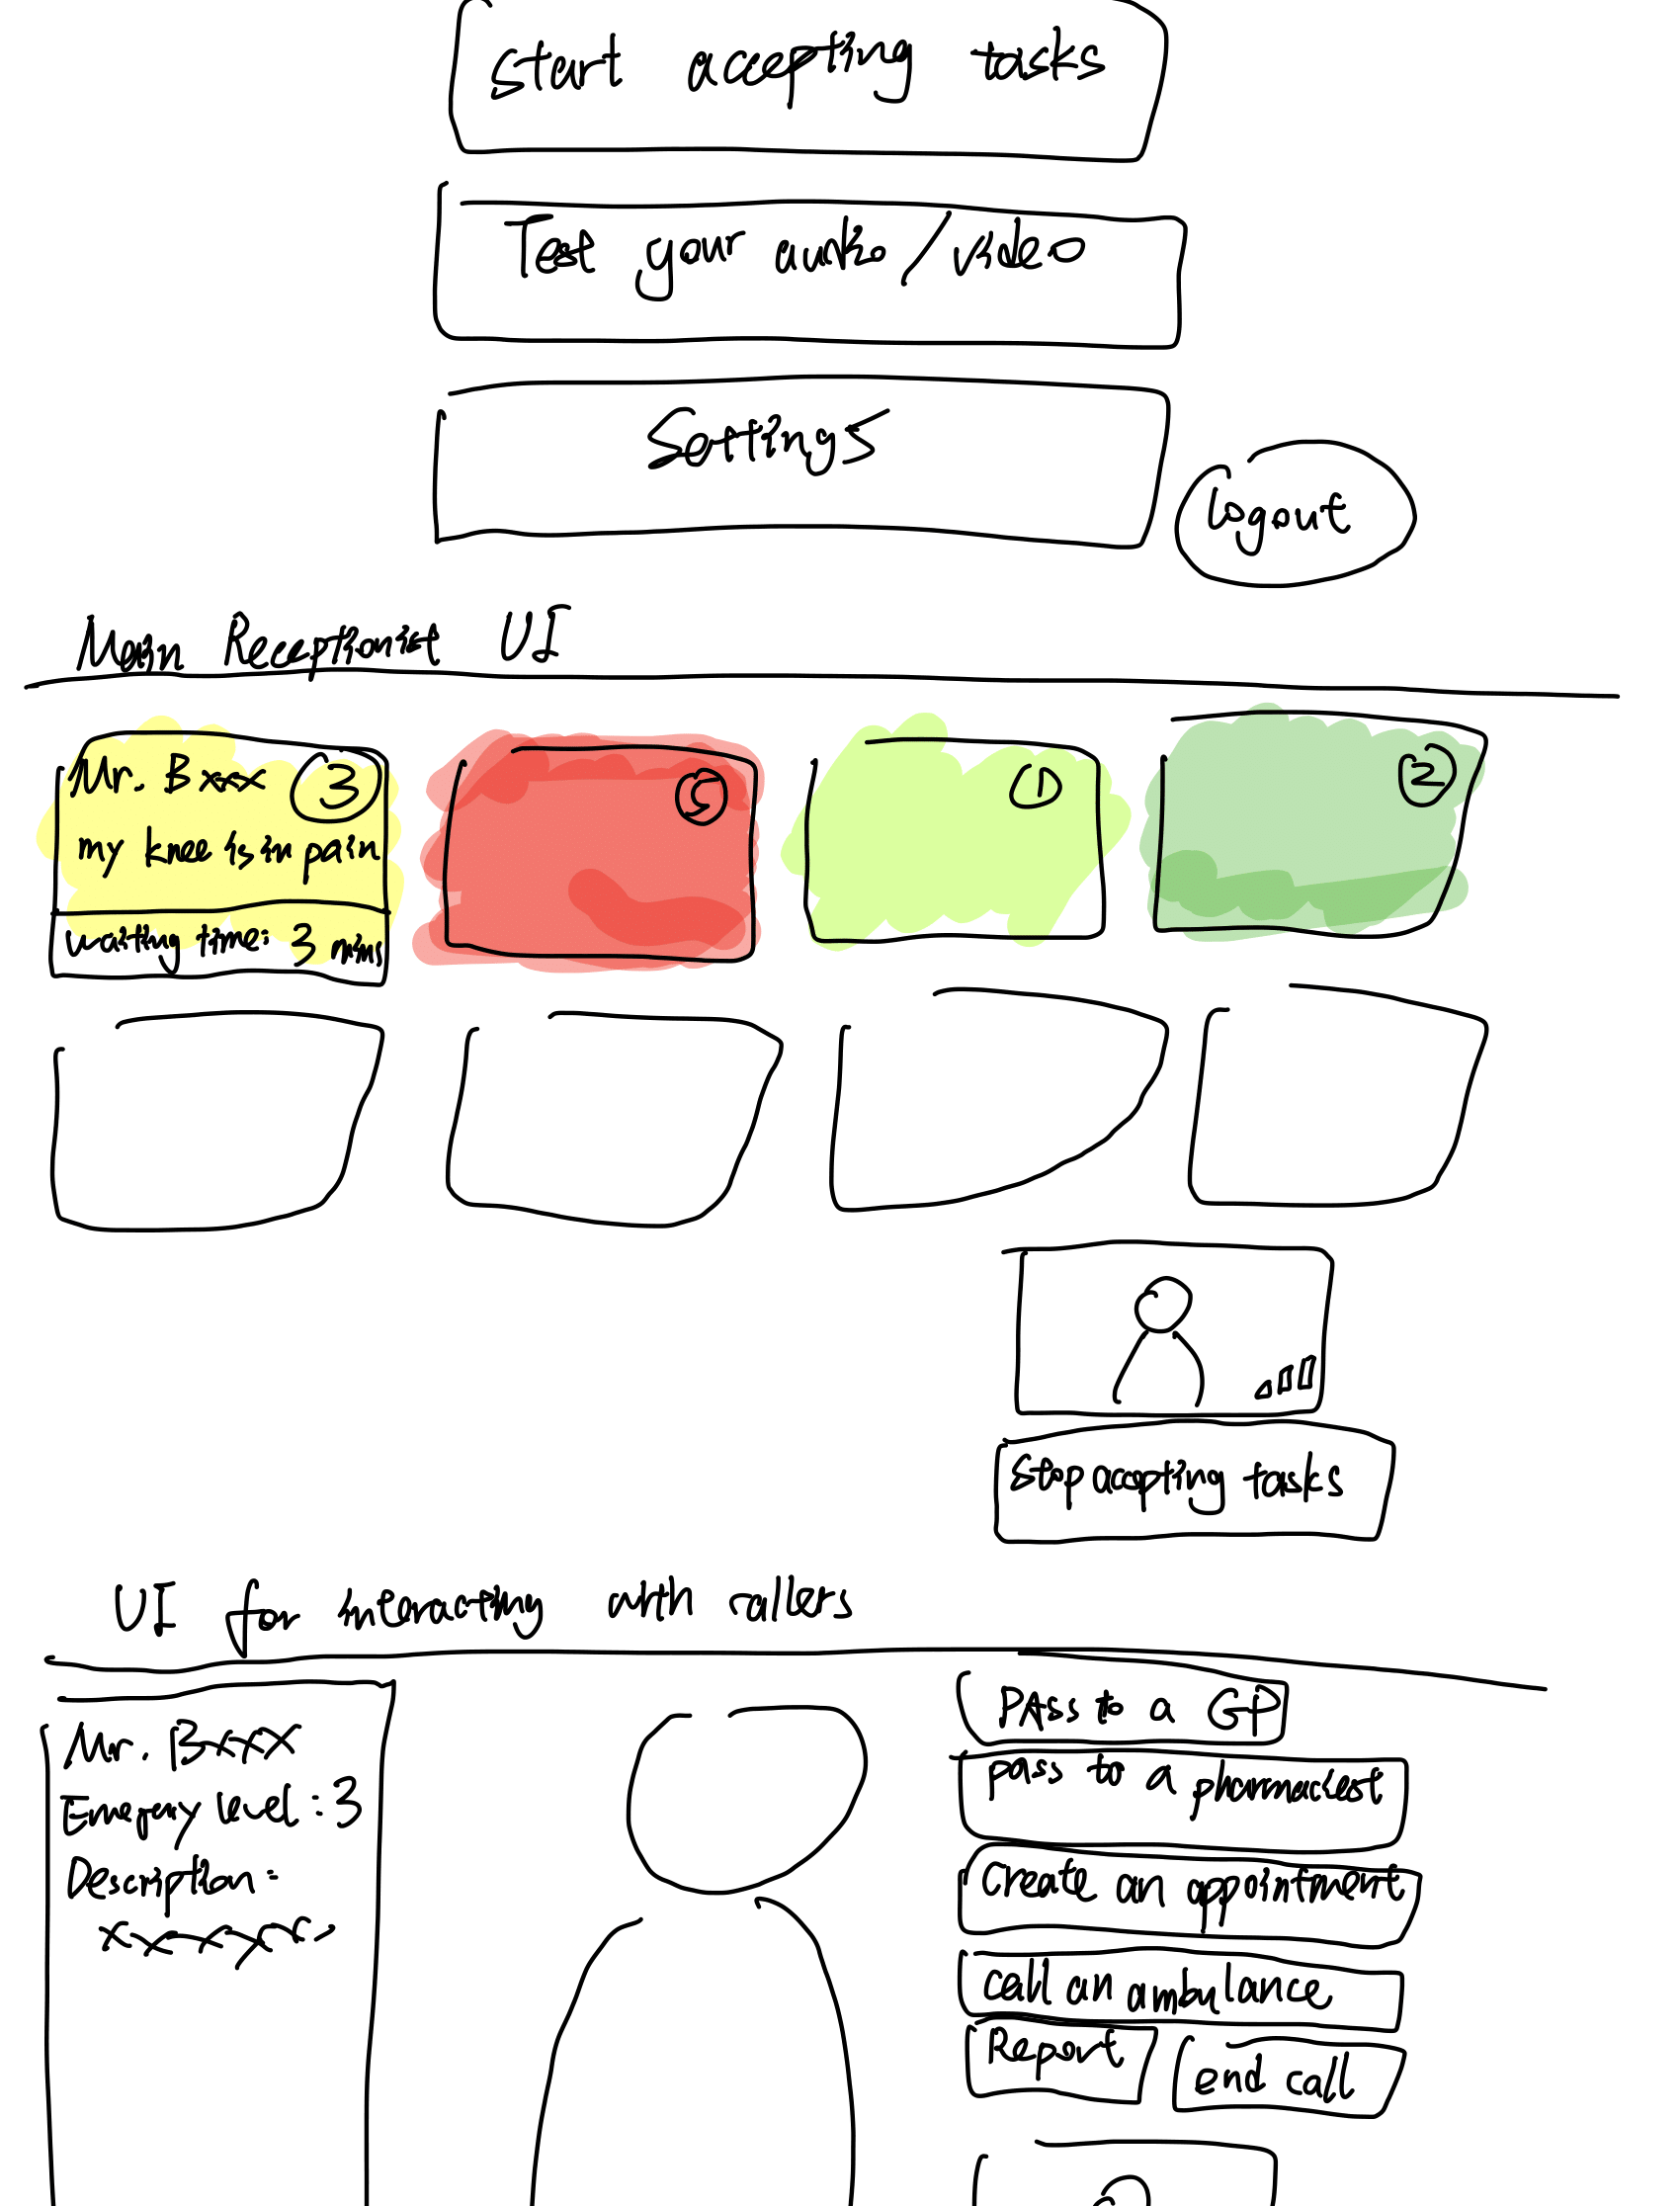 Start accepting tasks
Test your audio/video
Settings
logout
Main Receptionist UI
Mr. Bxxx 3
my knee is in pain
waiting time: 3 mins
5
1
2
Stop accepting tasks
UI for interacting with callers
Mr. Bxxxx
Emergency level: 3
Description:
xxxxxxx
PAss to a GP
pass to a pharmacist
create an appointment
call an ambulance
Report
end call